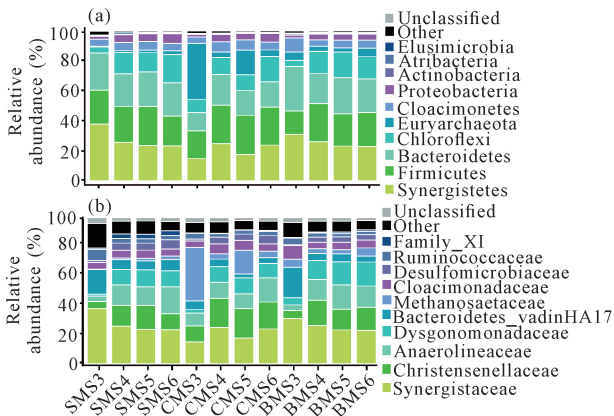 (a)
Relative
abundance (%)
100
80
60
40
20
0
Unclassified
Other
Elusimicrobia
Atribacteria
Actinobacteria
Proteobacteria
Cloacimonetes
Euryarchaeota
Chloroflexi
Bacteroidetes
Firmicutes
Synergistetes
(b)
Relative
abundance (%)
100
80
60
40
20
0
Unclassified
Other
Family_XI
Ruminococcaceae
Desulfomicrobiaceae
Cloacimonadaceae
Methanosaetaceae
Bacteroidetes_vadinHA17
Dysgonomonadaceae
Anaerolineaceae
Christensenellaceae
Synergistaceae
SMS3 SMS4 SMS5 SMS6 CMS3 CMS4 CMS5 CMS6 BMS3 BMS4 BMS5 BMS6